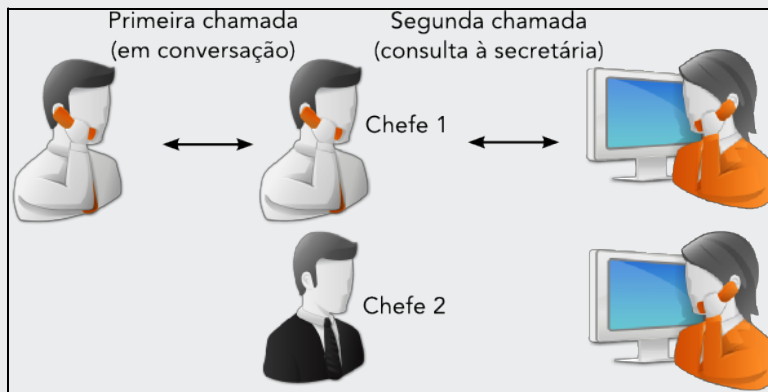 Primeira chamada
(em conversação)
Segunda chamada
(consulta à secretária)
Chefe 1
Chefe 2